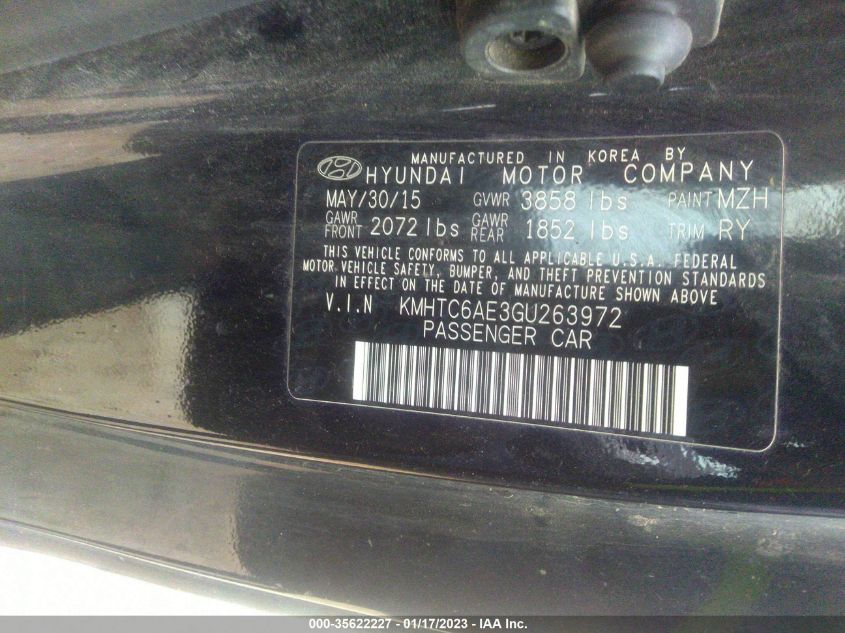 MANUFACTURED IN KOREA BY
HYUNDAI MOTOR COMPANY
MAY/30/15 GVWR 3858 lbs PAINT MZH
GAWR FRONT 2072 lbs GAWR REAR 1852 lbs TRIM RY
THIS VEHICLE CONFORMS TO ALL APPLICABLE U.S.A. FEDERAL
MOTOR VEHICLE SAFETY, BUMPER, AND THEFT PREVENTION STANDARDS
IN EFFECT ON THE DATE OF MANUFACTURE SHOWN ABOVE
V.I.N KMHTC6AE3GU263972
PASSENGER CAR
000-35622227 - 01/17/2023 - IAA Inc.